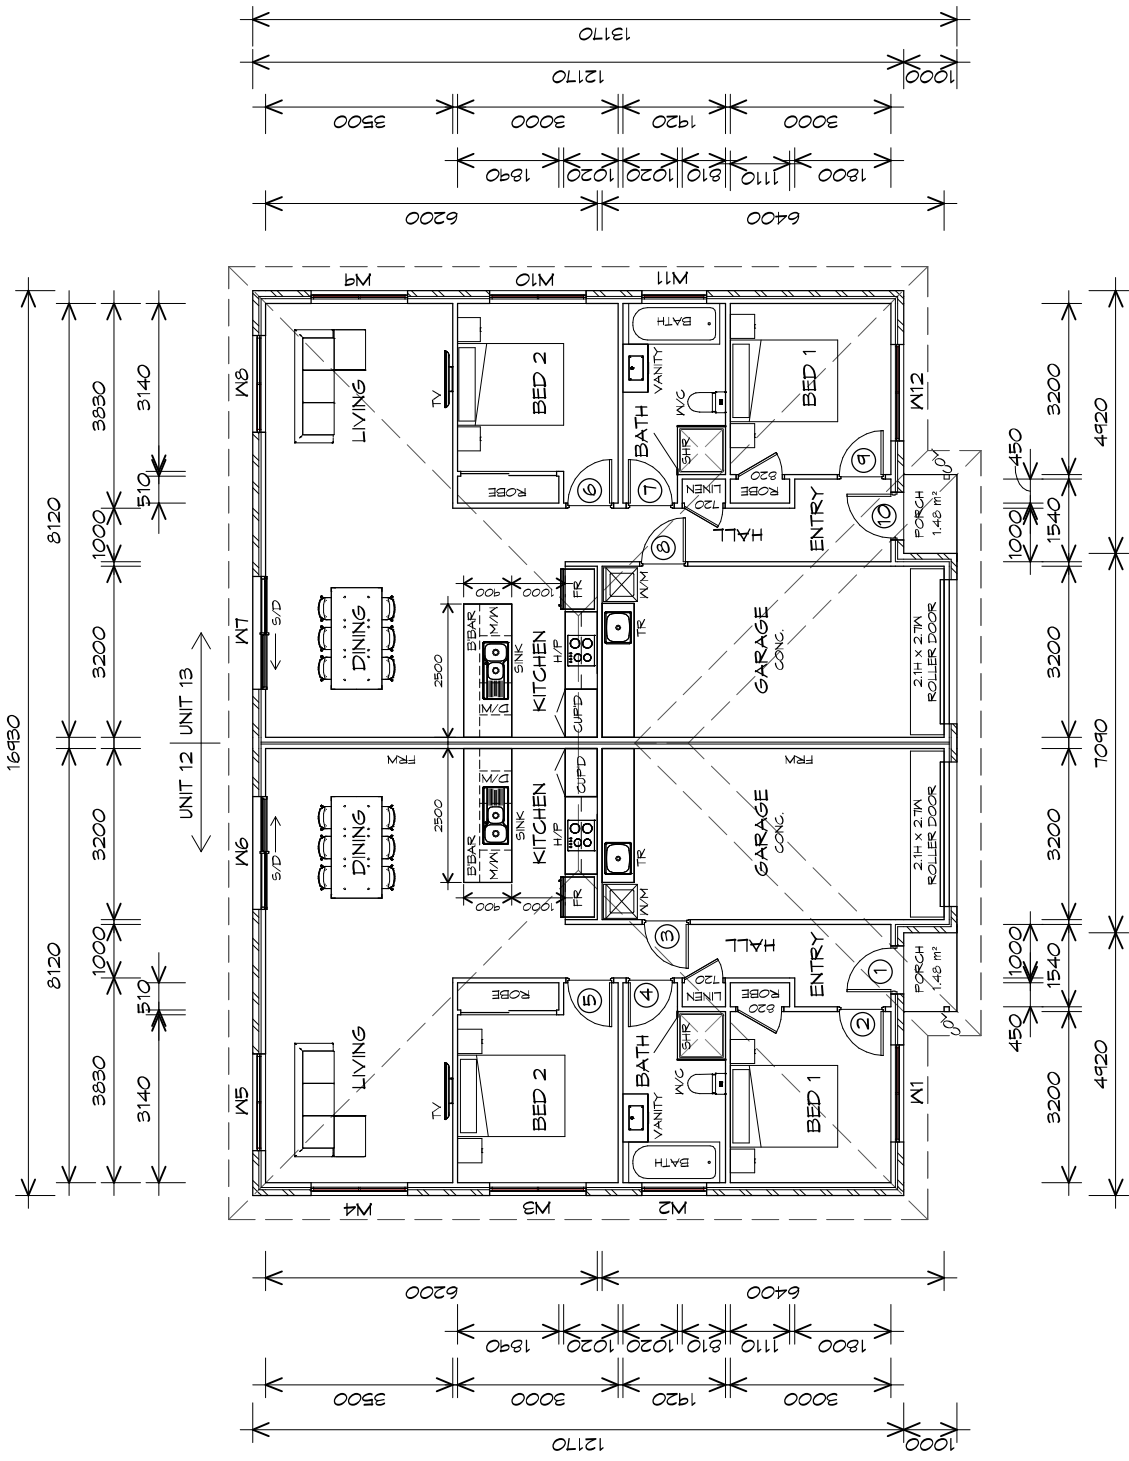 13170
12170
1000
3500
3000
1920
3000
1890
1020
1020
810
1110
1800
6200
6400
W9
W10
W11
16930
8120
3830
3140
510
1000
3200
W8
LIVING
TV
BED 2
ROBE
6
BATH
VANITY
BATH
W/C
SHR
7
LINEN
720
BED 1
820
ROBE
9
W12
3200
4920
450
1540
1000
HALL
ENTRY
10
PORCH
1.48 m²
8
W7
S/D
DINING
900
1000
FR
W/M
B'BAR
M/W
SINK
H/P
KITCHEN
2500
M/D
CUP'D
TR
GARAGE
CONC.
2.1H x 2.7W
ROLLER DOOR
3200
7090
UNIT 13
UNIT 12
FRM
FRM
8120
3200
1000
510
3830
3140
W6
S/D
DINING
2500
M/D
CUP'D
KITCHEN
SINK
H/P
B'BAR
M/W
900
1000
FR
W/M
TR
GARAGE
CONC.
2.1H x 2.7W
ROLLER DOOR
3200
3
HALL
ENTRY
1
PORCH
1.48 m²
1000
1540
450
4920
3200
W5
LIVING
TV
BED 2
ROBE
5
4
LINEN
720
ROBE
820
2
BATH
SHR
W/C
VANITY
BATH
BED 1
W1
W4
W3
W2
6200
6400
1890
1020
1020
810
1110
1800
3500
3000
1920
3000
12170
1000